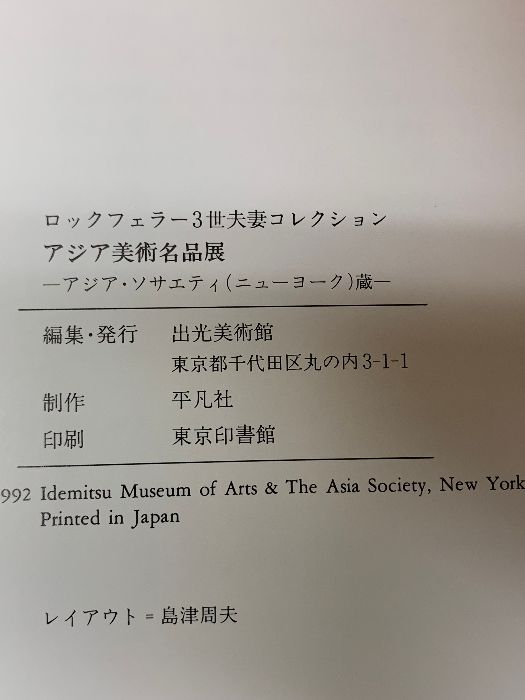 ロックフェラー3世夫妻コレクション
アジア美術名品展
―アジア・ソサエティ(ニューヨーク)蔵―
編集・発行 出光美術館
東京都千代田区丸の内3-1-1
制作 平凡社
印刷 東京印書館
992 Idemitsu Museum of Arts & The Asia Society, New York
Printed in Japan
レイアウト=島津周夫